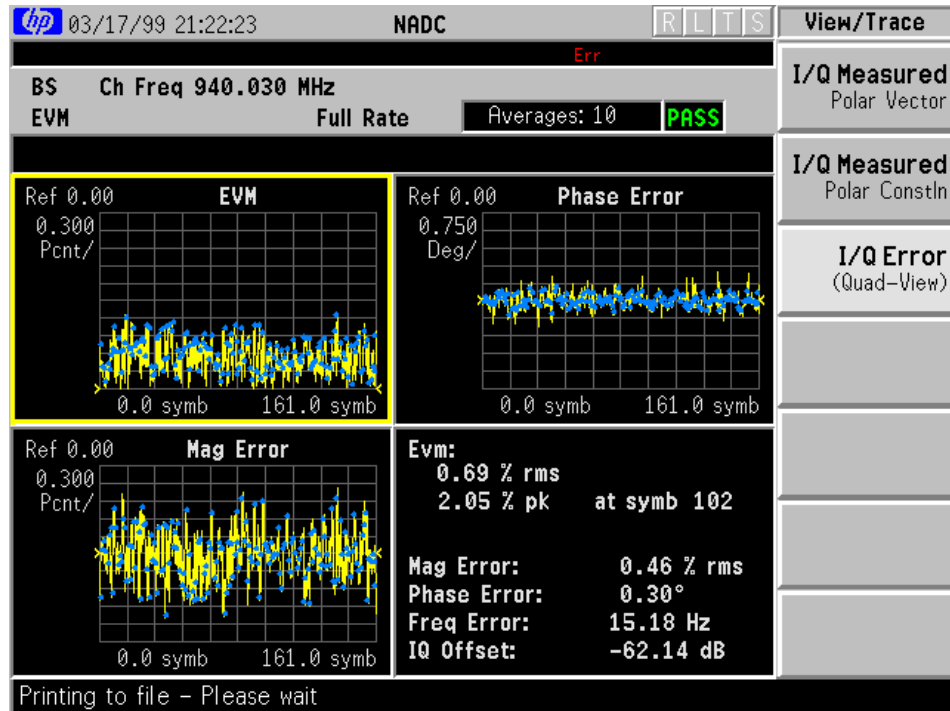 hp 03/17/99 21:22:23 NADC R L T S View/Trace
Err
BS Ch Freq 940.030 MHz
EVM Full Rate Averages: 10 PASS
I/Q Measured
Polar Vector
I/Q Measured
Polar Constln
I/Q Error
(Quad-View)
Ref 0.00 EVM
0.300
Pcnt/
0.0 symb 161.0 symb
Ref 0.00 Phase Error
0.750
Deg/
0.0 symb 161.0 symb
Ref 0.00 Mag Error
0.300
Pcnt/
0.0 symb 161.0 symb
Evm:
0.69 % rms
2.05 % pk at symb 102
Mag Error: 0.46 % rms
Phase Error: 0.30°
Freq Error: 15.18 Hz
IQ Offset: -62.14 dB
Printing to file - Please wait